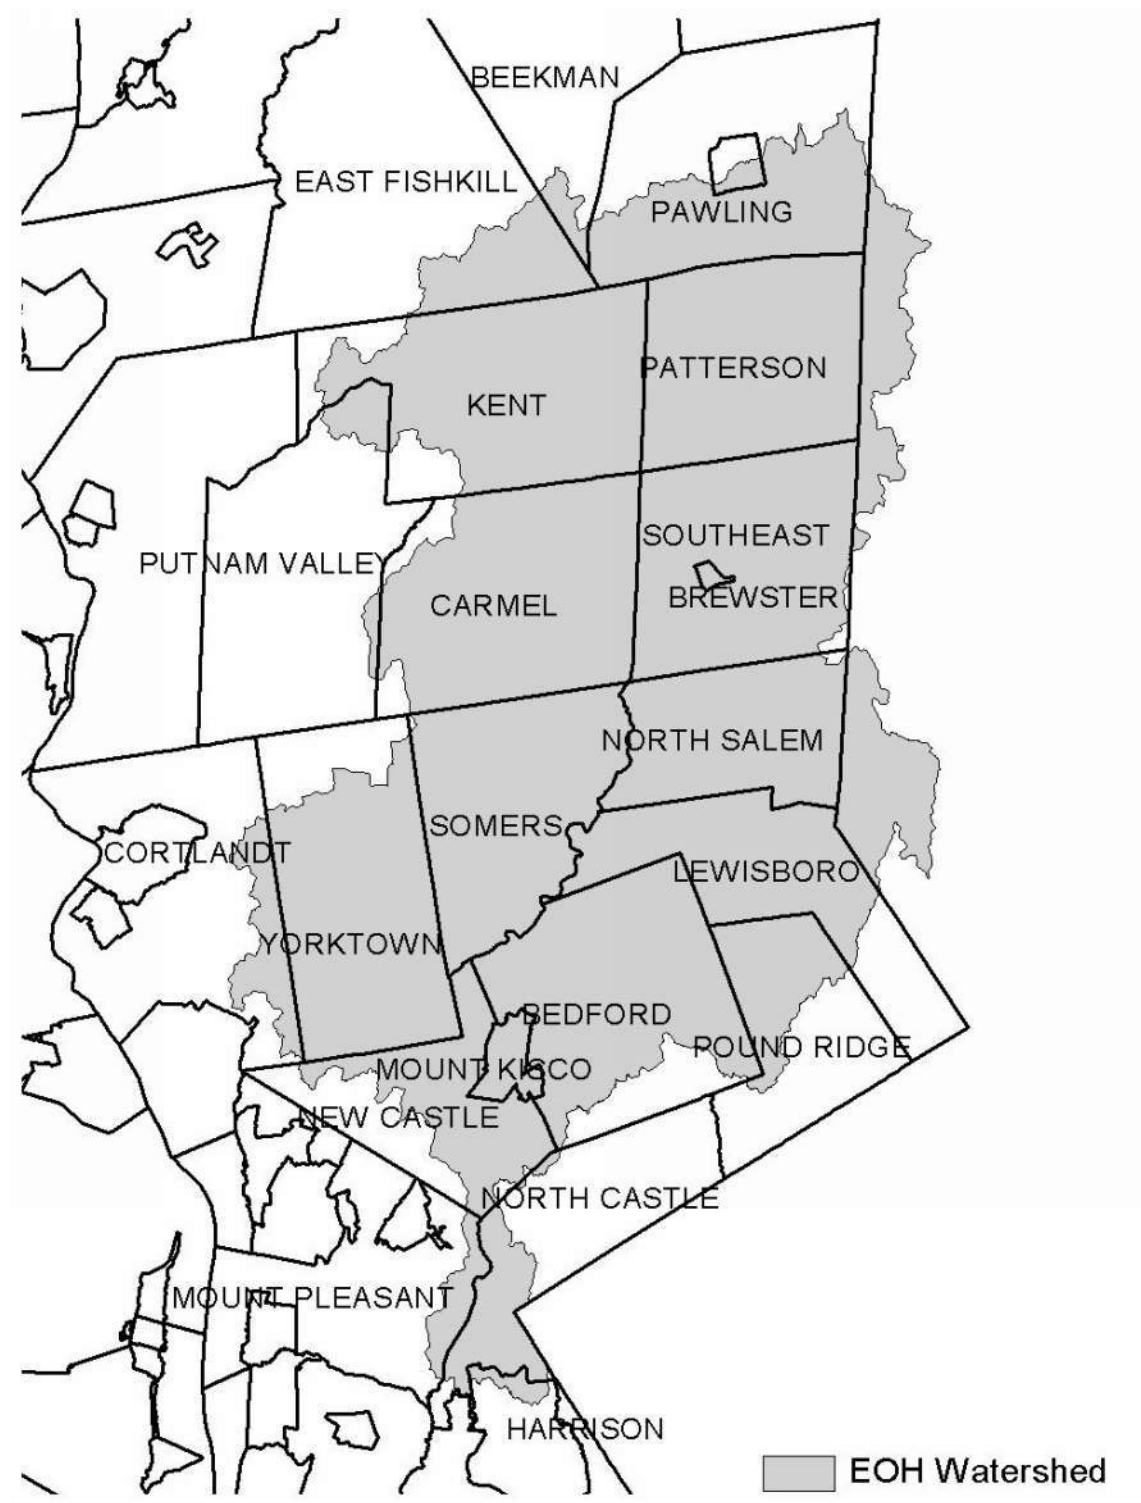 BEEKMAN
EAST FISHKILL
PAWLING
PATTERSON
KENT
SOUTHEAST
PUTNAM VALLEY
BREWSTER
CARMEL
NORTH SALEM
SOMERS
CORTLANDT
LEWISBORO
YORKTOWN
BEDFORD
POUND RIDGE
MOUNT KISCO
NEW CASTLE
NORTH CASTLE
MOUNT PLEASANT
HARRISON
EOH Watershed